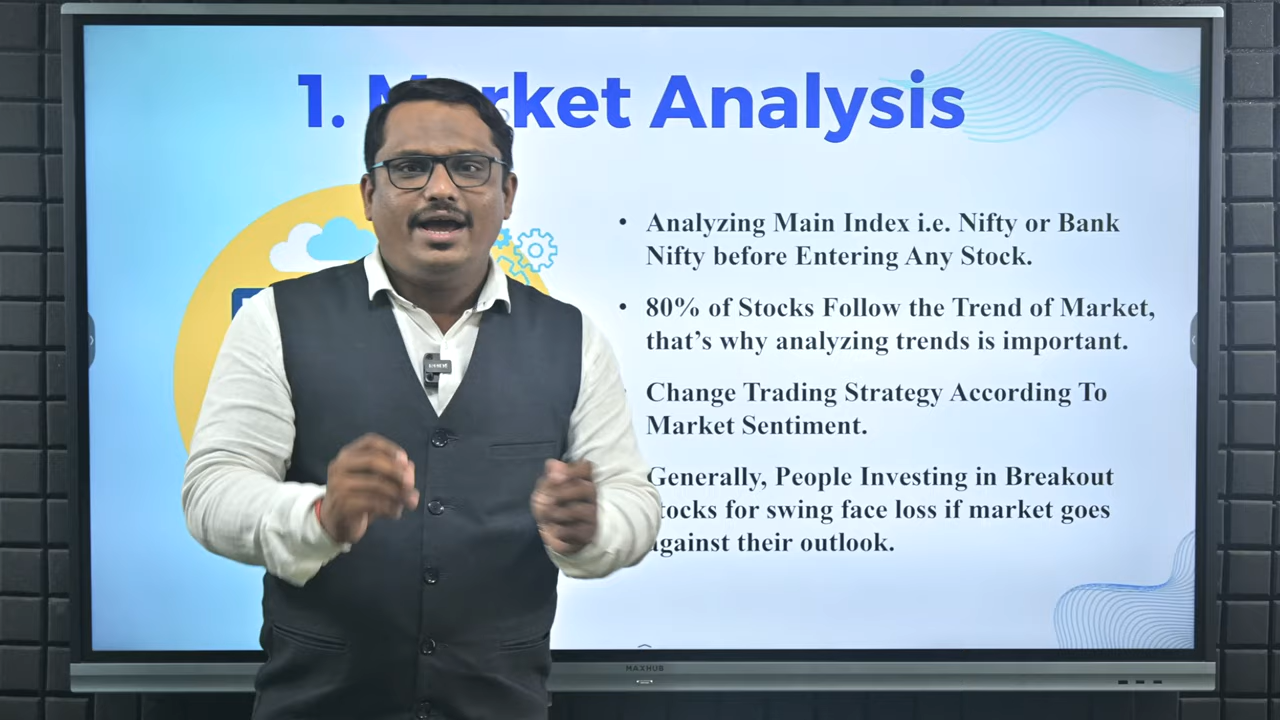 1. Market Analysis
• Analyzing Main Index i.e. Nifty or Bank
Nifty before Entering Any Stock.
• 80% of Stocks Follow the Trend of Market,
that's why analyzing trends is important.
Change Trading Strategy According To
Market Sentiment.
Generally, People Investing in Breakout
tocks for swing face loss if market goes
against their outlook.
MAXHUB